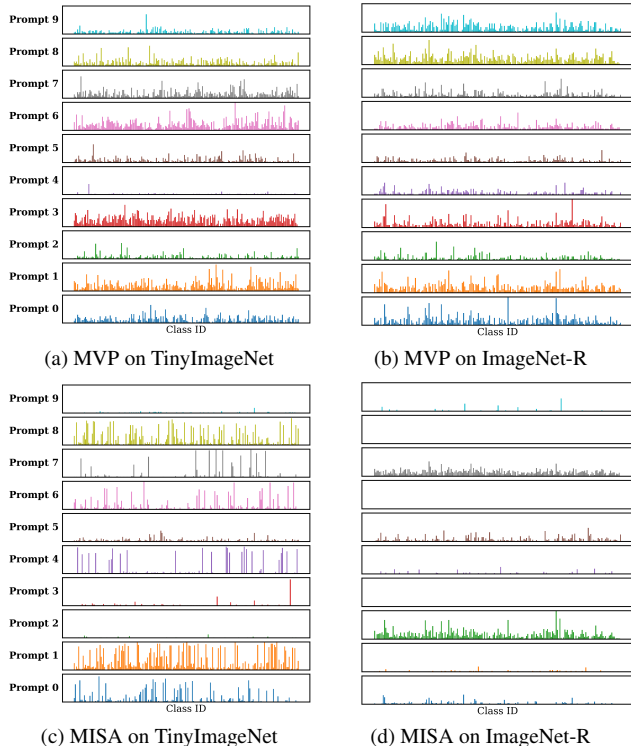 Prompt 9
Prompt 8
Prompt 7
Prompt 6
Prompt 5
Prompt 4
Prompt 3
Prompt 2
Prompt 1
Prompt 0
Class ID
(a) MVP on TinyImageNet
Class ID
(b) MVP on ImageNet-R
Prompt 9
Prompt 8
Prompt 7
Prompt 6
Prompt 5
Prompt 4
Prompt 3
Prompt 2
Prompt 1
Prompt 0
Class ID
(c) MISA on TinyImageNet
Class ID
(d) MISA on ImageNet-R